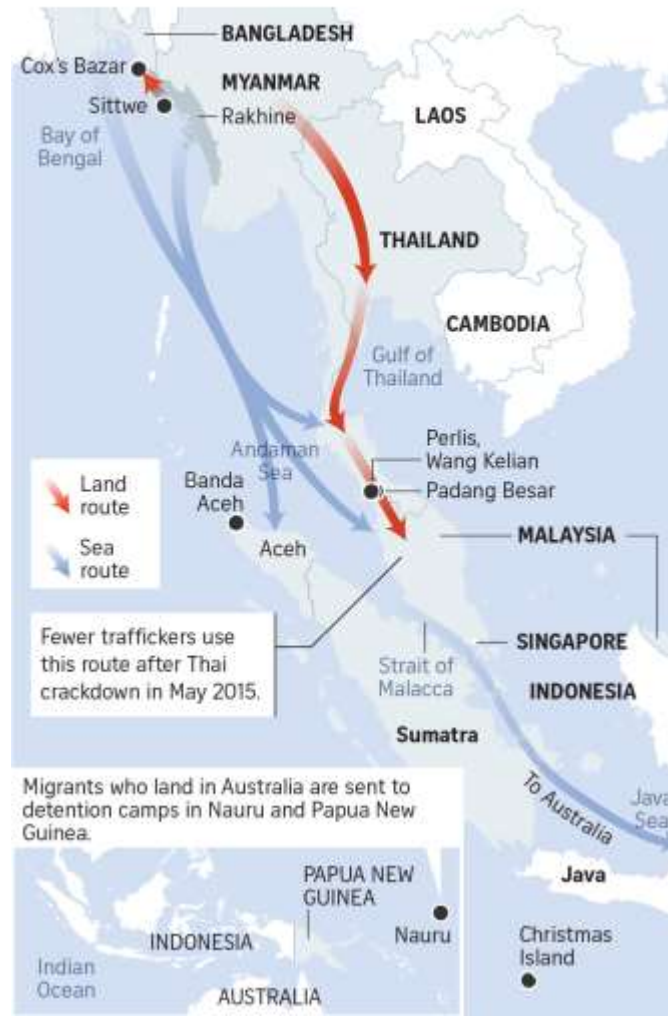 BANGLADESH
Cox's Bazar
MYANMAR
Sittwe
Rakhine
LAOS
Bay of
Bengal
THAILAND
CAMBODIA
Gulf of
Thailand
Andaman
Sea
Perlis,
Wang Kelian
Padang Besar
Land
route
Sea
route
Banda
Aceh
Aceh
MALAYSIA
Fewer traffickers use
this route after Thai
crackdown in May 2015.
SINGAPORE
Strait of
Malacca
INDONESIA
Sumatra
To Australia
Java
Sea
Java
Christmas
Island
Migrants who land in Australia are sent to
detention camps in Nauru and Papua New
Guinea.
PAPUA NEW
GUINEA
INDONESIA
Nauru
Indian
Ocean
AUSTRALIA